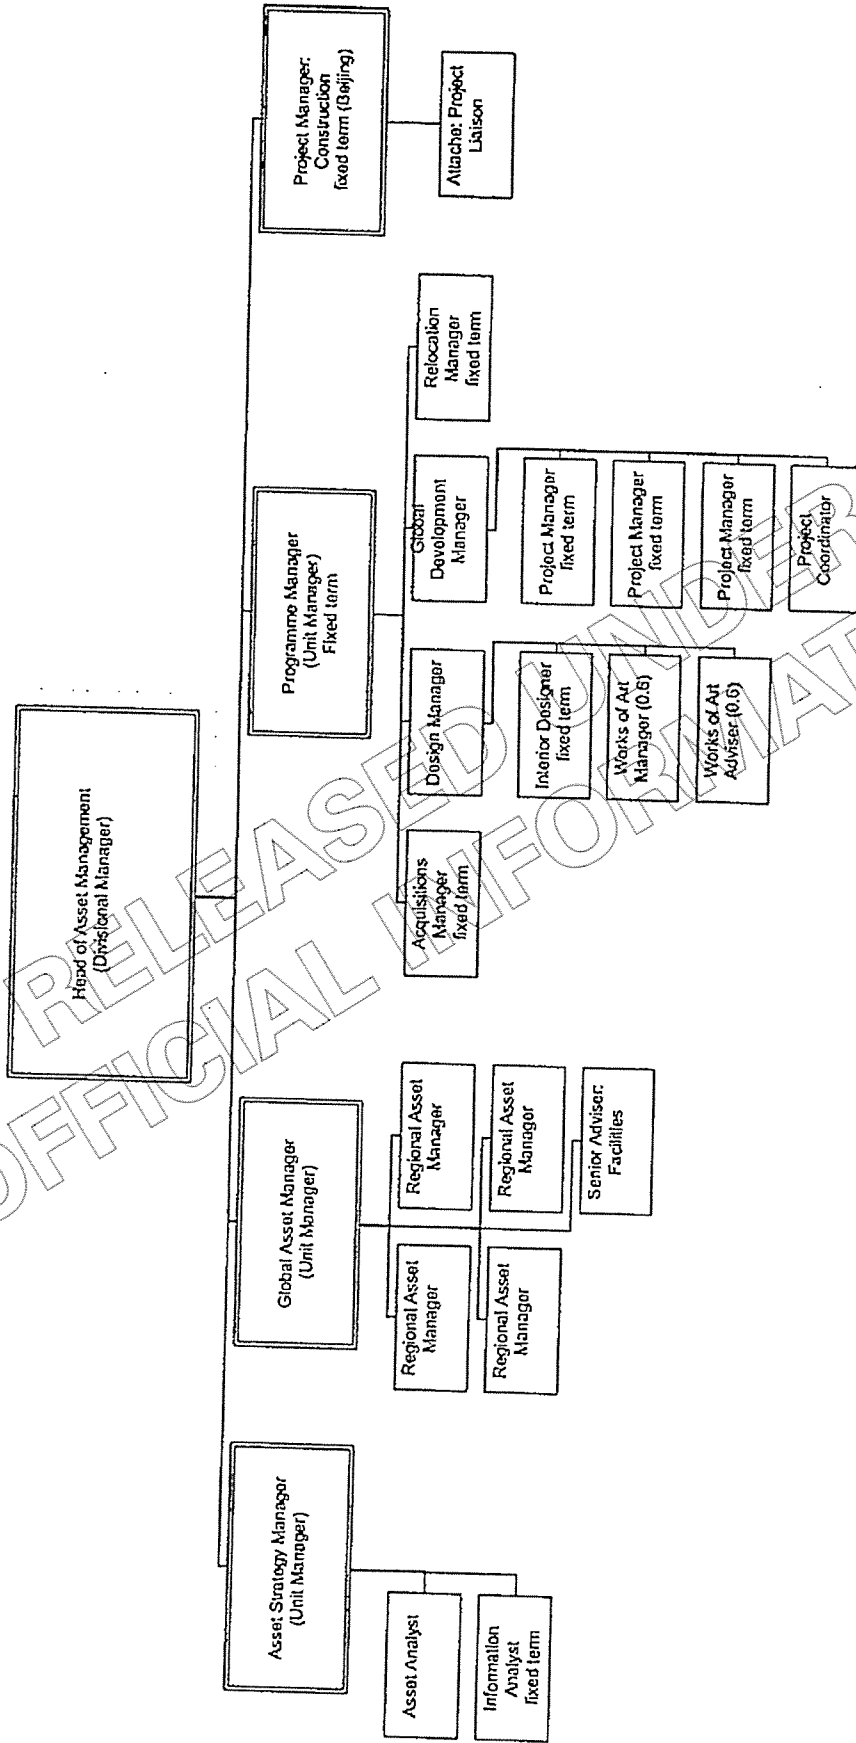 Head of Asset Management
(Divisional Manager)
Asset Strategy Manager
(Unit Manager)
Asset Analyst
Information
Analyst
fixed term
Global Asset Manager
(Unit Manager)
Regional Asset
Manager
Regional Asset
Manager
Regional Asset
Manager
Regional Asset
Manager
Senior Adviser:
Facilities
Programme Manager
(Unit Manager)
Fixed term
Acquisitions
Manager
fixed term
Design Manager
Interior Designer
fixed term
Works of Art
Manager (0.6)
Works of Art
Adviser (0.6)
Global
Development
Manager
Project Manager
fixed term
Project Manager
fixed term
Project Manager
fixed term
Project
Coordinator
Relocation
Manager
fixed term
Project Manager:
Construction
fixed term (Beijing)
Attache: Project
Liaison
RELEASED UNDER
OFFICIAL INFORMAT